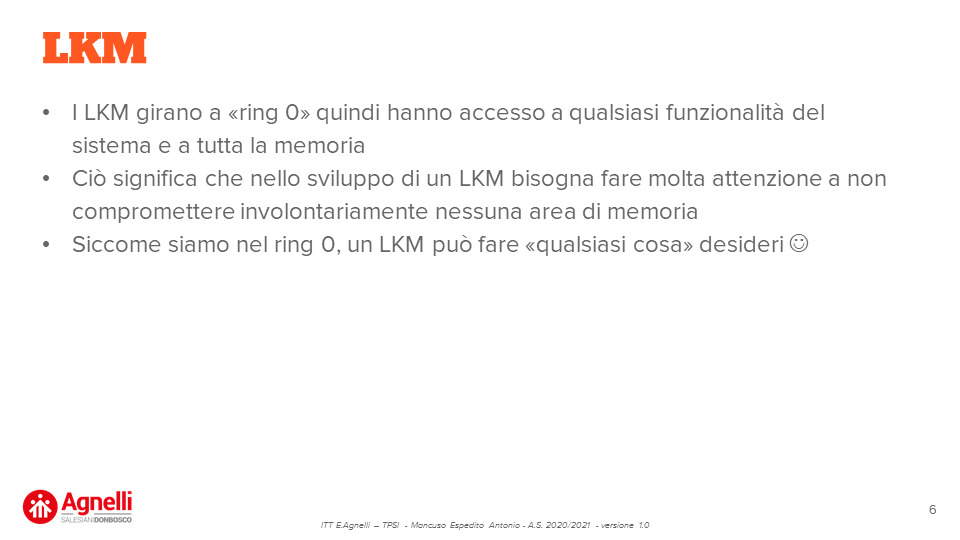 LKM
• I LKM girano a «ring 0» quindi hanno accesso a qualsiasi funzionalità del
sistema e a tutta la memoria
• Ciò significa che nello sviluppo di un LKM bisogna fare molta attenzione a non
compromettere involontariamente nessuna area di memoria
• Siccome siamo nel ring 0, un LKM può fare «qualsiasi cosa» desideri ☺
Agnelli
SALESIANIDONBOSCO
ITT E.Agnelli – TPSI - Mancuso Espedito Antonio - A.S. 2020/2021 - versione 1.0
6